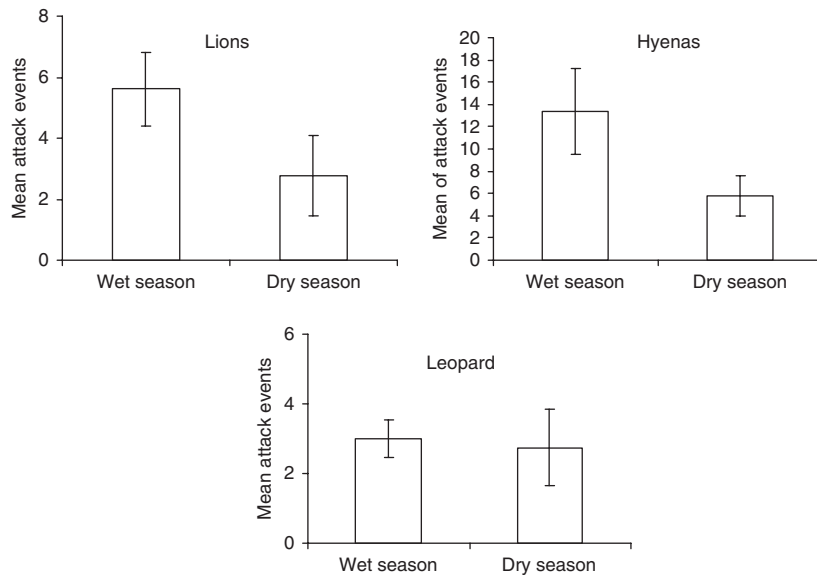 Lions
Mean attack events
8
6
4
2
0
Wet season Dry season
Hyenas
Mean of attack events
20
18
16
14
12
10
8
6
4
2
0
Wet season Dry season
Leopard
Mean attack events
6
4
2
0
Wet season Dry season